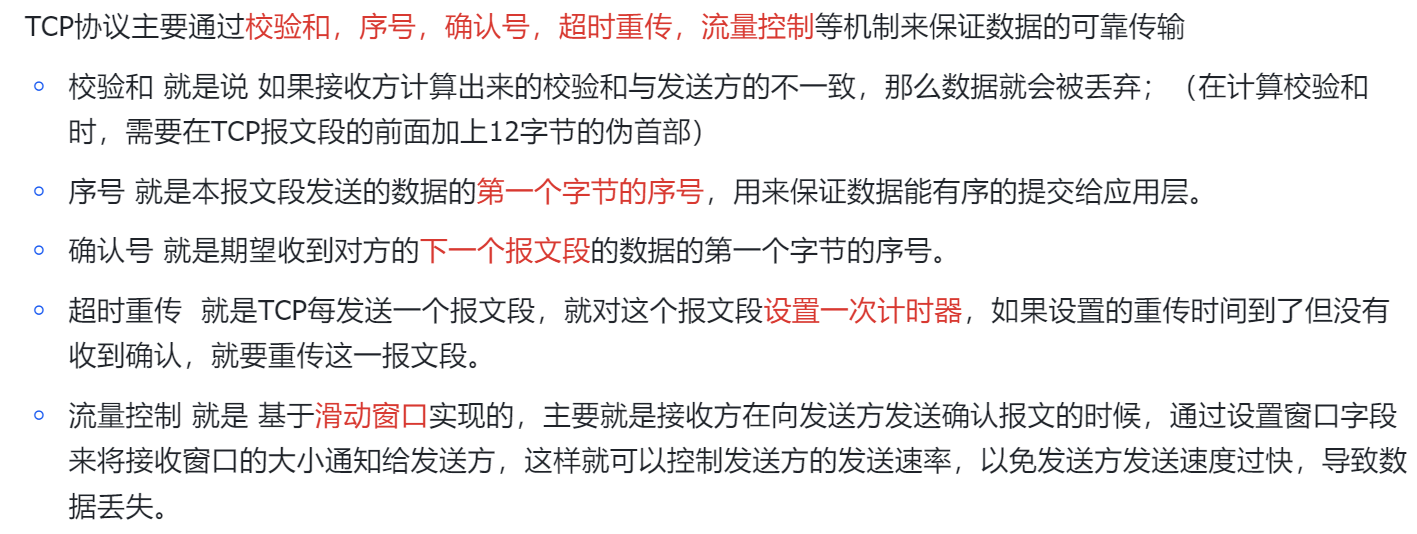 TCP协议主要通过校验和，序号，确认号，超时重传，流量控制等机制来保证数据的可靠传输
校验和 就是说 如果接收方计算出来的校验和与发送方的不一致，那么数据就会被丢弃；（在计算校验和
时，需要在TCP报文段的前面加上12字节的伪首部）
序号 就是本报文段发送的数据的第一个字节的序号，用来保证数据能有序的提交给应用层。
确认号 就是期望收到对方的下一个报文段的数据的第一个字节的序号。
超时重传  就是TCP每发送一个报文段，就对这个报文段设置一次计时器，如果设置的重传时间到了但没有
收到确认，就要重传这一报文段。
流量控制 就是 基于滑动窗口实现的，主要就是接收方在向发送方发送确认报文的时候，通过设置窗口字段
来将接收窗口的大小通知给发送方，这样就可以控制发送方的发送速率，以免发送方发送速度过快，导致数
据丢失。